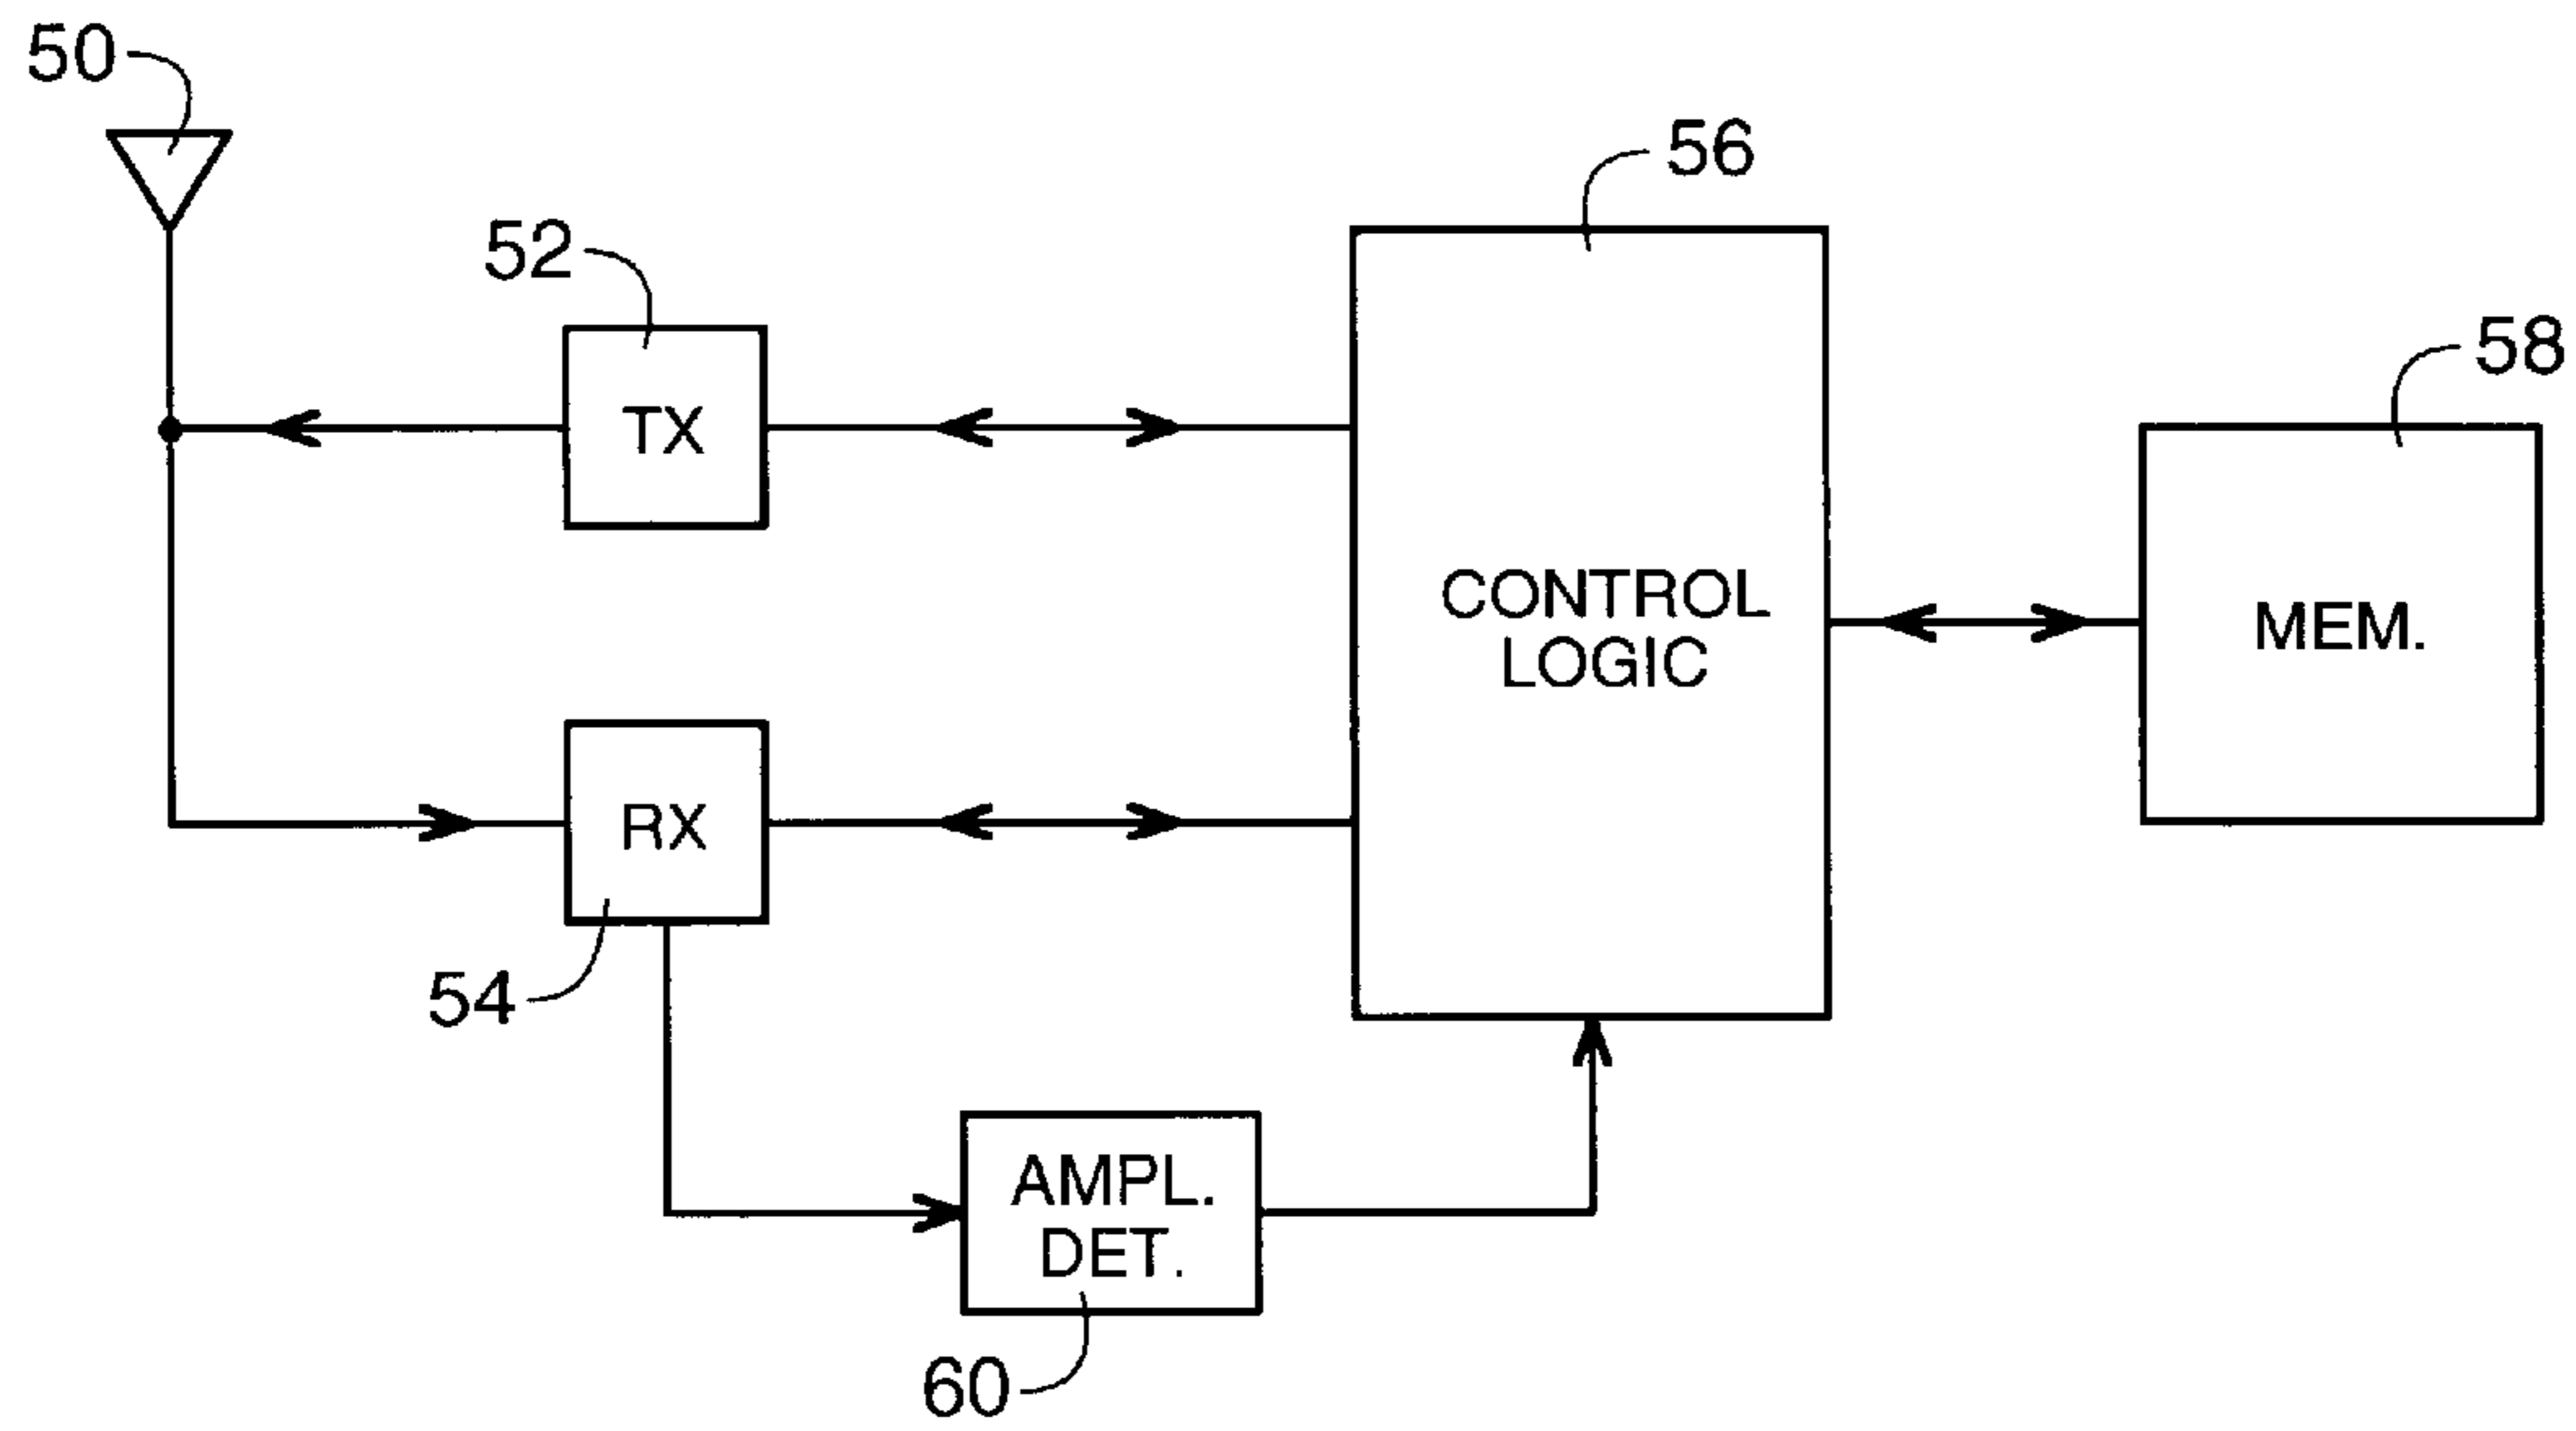 50
56
52
58
TX
CONTROL
LOGIC
MEM.
RX
54
AMPL.
DET.
60